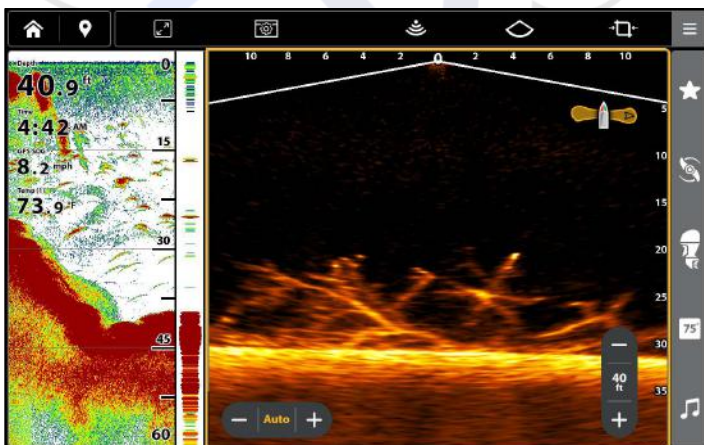 10 8 6 4 2 0 2 4 6 8 10
Depth
40.9 ft
Time
4:42 AM
GPS SOG
8.2 mph
Temp (1)
73.9 °F
0
15
30
45
60
5
10
15
20
25
30
35
− Auto +
−
40
ft
+
75°